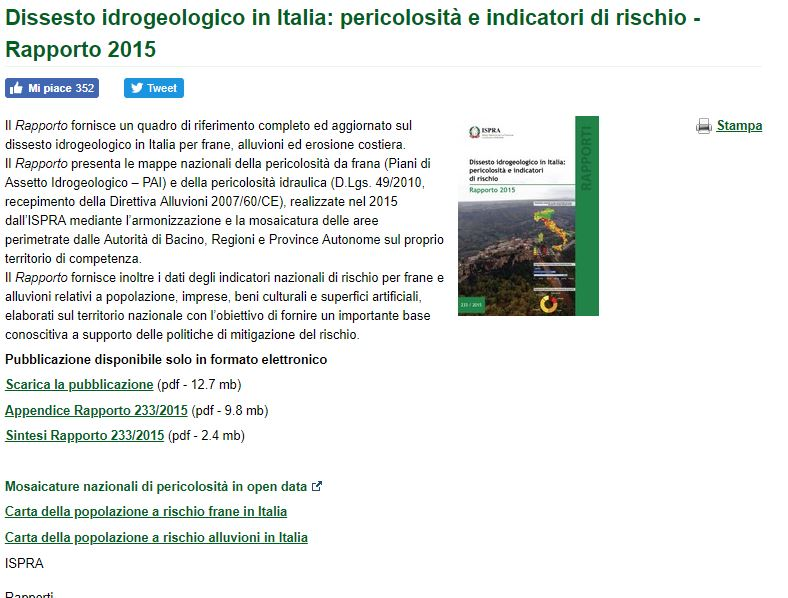 Dissesto idrogeologico in Italia: pericolosità e indicatori di rischio -
Rapporto 2015
Mi piace 352
Tweet
Il Rapporto fornisce un quadro di riferimento completo ed aggiornato sul
dissesto idrogeologico in Italia per frane, alluvioni ed erosione costiera.
Il Rapporto presenta le mappe nazionali della pericolosità da frana (Piani di
Assetto Idrogeologico – PAI) e della pericolosità idraulica (D.Lgs. 49/2010,
recepimento della Direttiva Alluvioni 2007/60/CE), realizzate nel 2015
dall'ISPRA mediante l'armonizzazione e la mosaicatura delle aree
perimetrate dalle Autorità di Bacino, Regioni e Province Autonome sul proprio
territorio di competenza.
Il Rapporto fornisce inoltre i dati degli indicatori nazionali di rischio per frane e
alluvioni relativi a popolazione, imprese, beni culturali e superfici artificiali,
elaborati sul territorio nazionale con l'obiettivo di fornire un importante base
conoscitiva a supporto delle politiche di mitigazione del rischio.
ISPRA
Dissesto idrogeologico in Italia:
pericolosità e indicatori
di rischio
Rapporto 2015
RAPPORTI
233 / 2015
Stampa
Pubblicazione disponibile solo in formato elettronico
Scarica la pubblicazione (pdf - 12.7 mb)
Appendice Rapporto 233/2015 (pdf - 9.8 mb)
Sintesi Rapporto 233/2015 (pdf - 2.4 mb)
Mosaicature nazionali di pericolosità in open data
Carta della popolazione a rischio frane in Italia
Carta della popolazione a rischio alluvioni in Italia
ISPRA
Rapporti